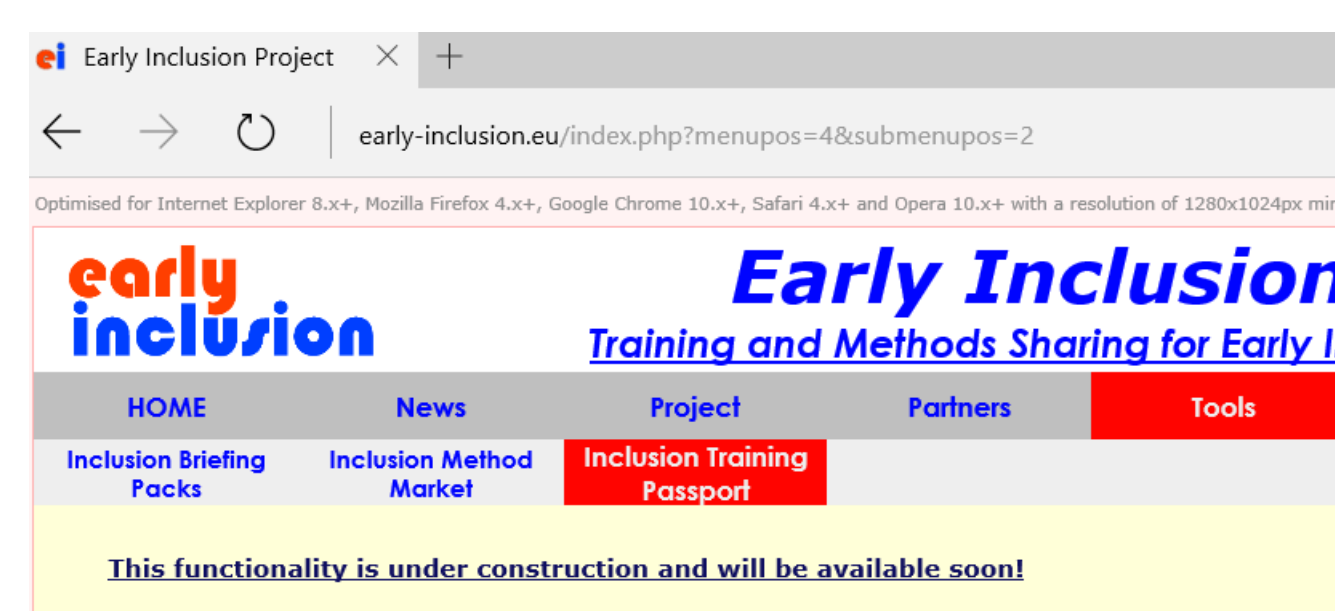 ei Early Inclusion Project
early-inclusion.eu/index.php?menupos=4&submenupos=2
Optimised for Internet Explorer 8.x+, Mozilla Firefox 4.x+, Google Chrome 10.x+, Safari 4.x+ and Opera 10.x+ with a resolution of 1280x1024px
early
inclusion
Early Inclusion
Training and Methods Sharing for Early
HOME News Project Partners Tools
Inclusion Briefing
Packs
Inclusion Method
Market
Inclusion Training
Passport
This functionality is under construction and will be available soon!